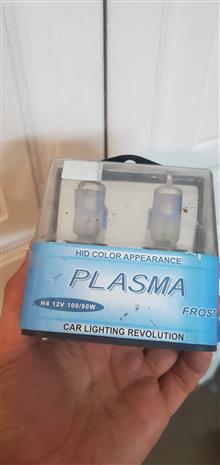 HID COLOR APPEARANCE
PLASMA
FROST
H4 12V 100/90W
CAR LIGHTING REVOLUTION